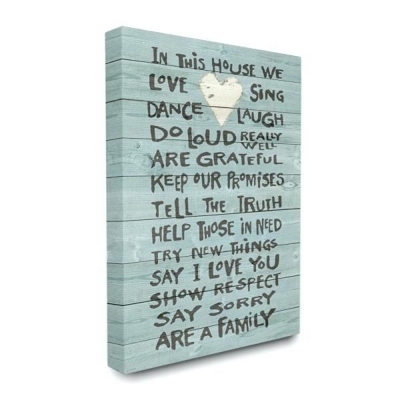 IN THIS HOUSE WE
LOVE SING
DANCE LAUGH
DO LOUD REALLY WELL
ARE GRATEFUL
KEEP OUR PROMISES
TELL THE TRUTH
HELP THOSE IN NEED
TRY NEW THINGS
SAY I LOVE YOU
SHOW RESPECT
SAY SORRY
ARE A FAMILY